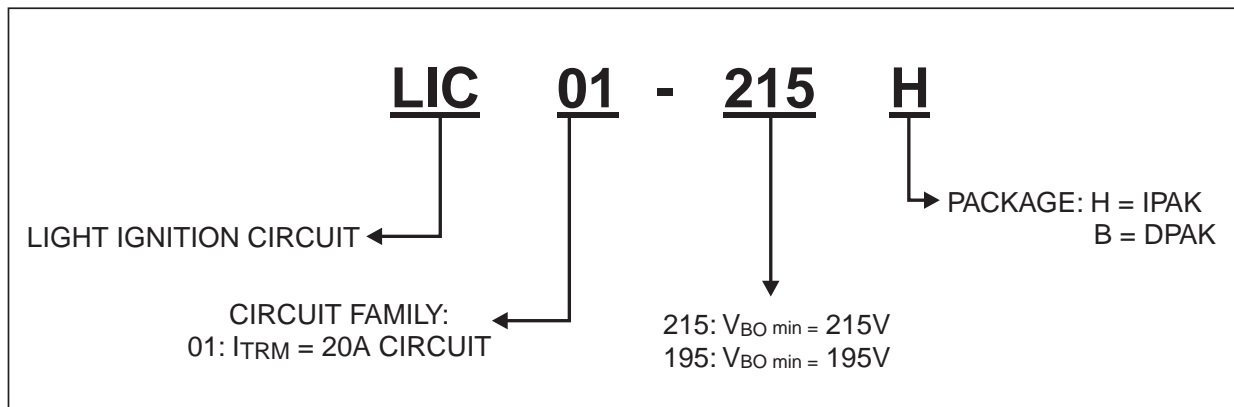 LIC 01 - 215 H
PACKAGE: H = IPAK
B = DPAK
LIGHT IGNITION CIRCUIT
CIRCUIT FAMILY:
01: ITRM = 20A CIRCUIT
215: VBO min = 215V
195: VBO min = 195V